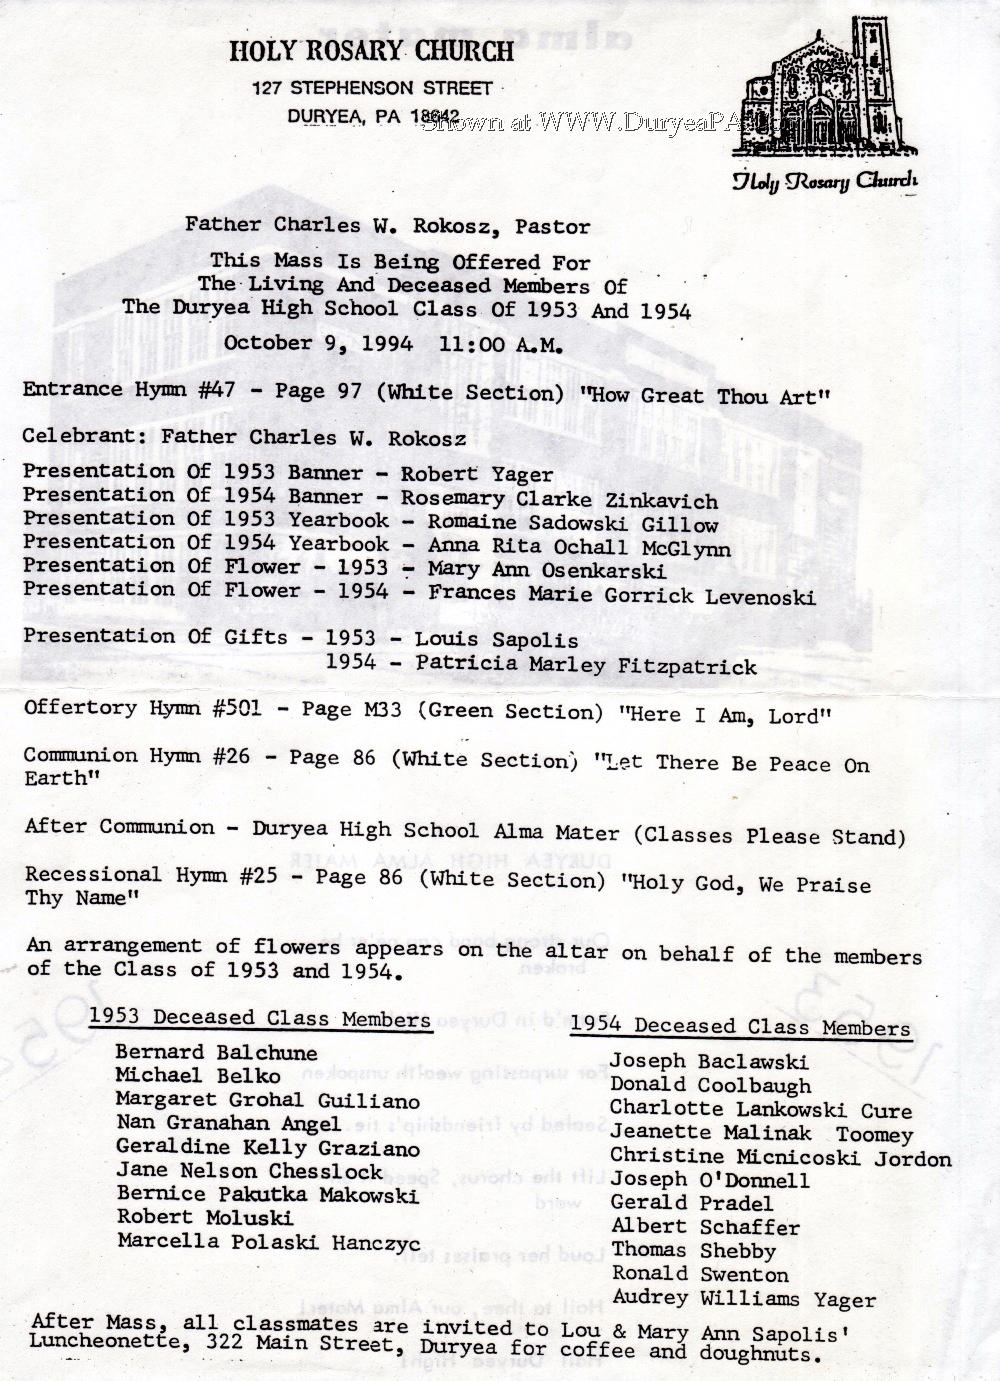 HOLY ROSARY CHURCH
127 STEPHENSON STREET
DURYEA, PA 18642
Shown at WWW.DuryeaPA.com
Holy Rosary Church
Father Charles W. Rokosz, Pastor
This Mass Is Being Offered For
The Living And Deceased Members Of
The Duryea High School Class Of 1953 And 1954
October 9, 1994 11:00 A.M.
Entrance Hymn #47 - Page 97 (White Section) "How Great Thou Art"
Celebrant: Father Charles W. Rokosz
Presentation Of 1953 Banner - Robert Yager
Presentation Of 1954 Banner - Rosemary Clarke Zinkavich
Presentation Of 1953 Yearbook - Romaine Sadowski Gillow
Presentation Of 1954 Yearbook - Anna Rita Ochall McGlynn
Presentation Of Flower - 1953 - Mary Ann Osenkarski
Presentation Of Flower - 1954 - Frances Marie Gorrick Levenoski
Presentation Of Gifts - 1953 - Louis Sapolis
1954 - Patricia Marley Fitzpatrick
Offertory Hymn #501 - Page M33 (Green Section) "Here I Am, Lord"
Communion Hymn #26 - Page 86 (White Section) "Let There Be Peace On
Earth"
After Communion - Duryea High School Alma Mater (Classes Please Stand)
Recessional Hymn #25 - Page 86 (White Section) "Holy God, We Praise
Thy Name"
An arrangement of flowers appears on the altar on behalf of the members
of the Class of 1953 and 1954.
1953 Deceased Class Members
Bernard Balchune
Michael Belko
Margaret Grohal Guiliano
Nan Granahan Angel
Geraldine Kelly Graziano
Jane Nelson Chesslock
Bernice Pakutka Makowski
Robert Moluski
Marcella Polaski Hanczyc
1954 Deceased Class Members
Joseph Baclawski
Donald Coolbaugh
Charlotte Lankowski Cure
Jeanette Malinak Toomey
Christine Micnicoski Jordon
Joseph O'Donnell
Gerald Pradel
Albert Schaffer
Thomas Shebby
Ronald Swenton
Audrey Williams Yager
After Mass, all classmates are invited to Lou & Mary Ann Sapolis'
Luncheonette, 322 Main Street, Duryea for coffee and doughnuts.